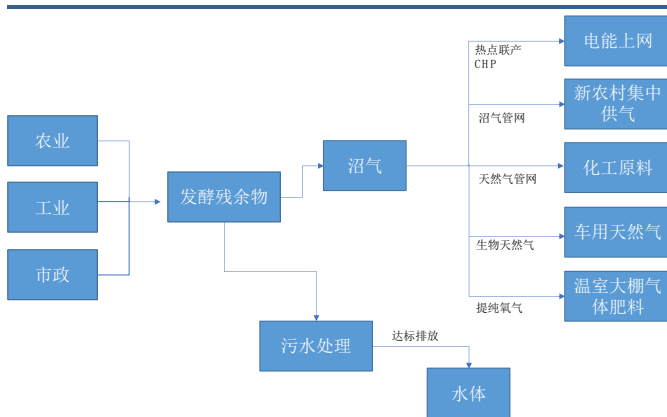 农业
工业
市政
发酵残余物
沼气
热点联产
CHP
沼气管网
天然气管网
生物天然气
提纯氧气
电能上网
新农村集中
供气
化工原料
车用天然气
温室大棚气
体肥料
污水处理
达标排放
水体